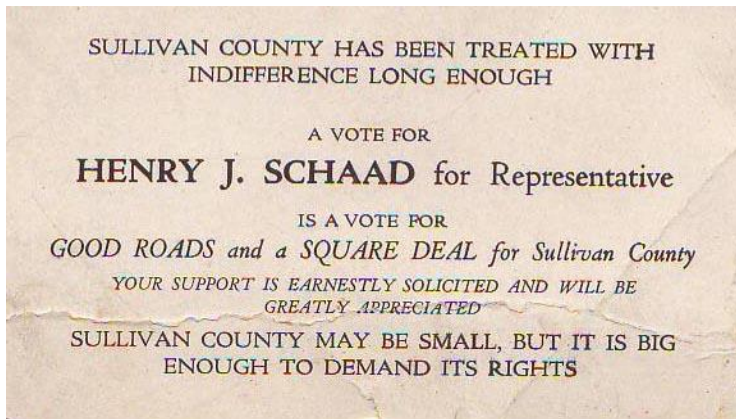 SULLIVAN COUNTY HAS BEEN TREATED WITH
INDIFFERENCE LONG ENOUGH
A VOTE FOR
HENRY J. SCHAAD for Representative
IS A VOTE FOR
GOOD ROADS and a SQUARE DEAL for Sullivan County
YOUR SUPPORT IS EARNESTLY SOLICITED AND WILL BE
GREATLY APPRECIATED
SULLIVAN COUNTY MAY BE SMALL, BUT IT IS BIG
ENOUGH TO DEMAND ITS RIGHTS